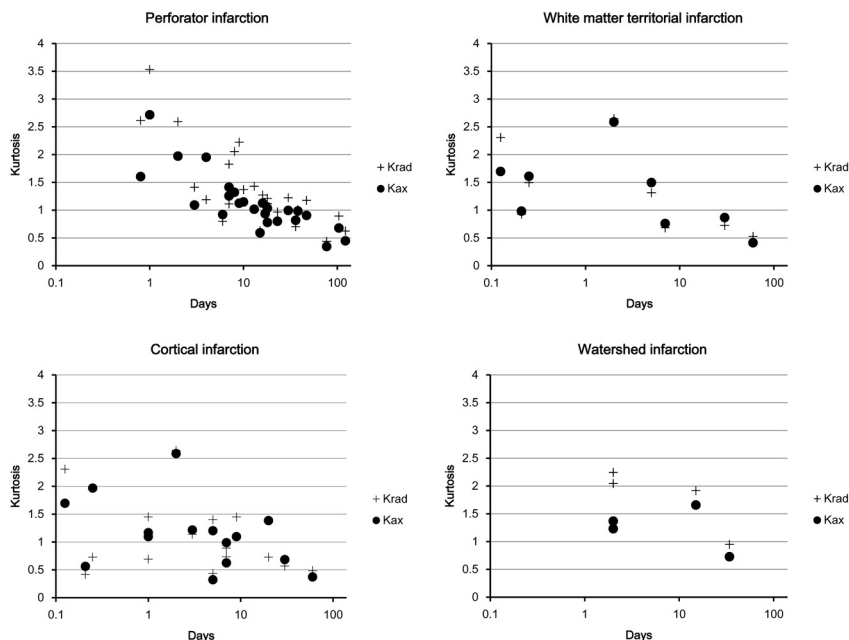 Perforator infarction
4
3.5
3
2.5
2
1.5
1
0.5
0
Kurtosis
0.1 1 10 100
Days
Krad
Kax
White matter territorial infarction
4
3.5
3
2.5
2
1.5
1
0.5
0
Kurtosis
0.1 1 10 100
Days
Krad
Kax
Cortical infarction
4
3.5
3
2.5
2
1.5
1
0.5
0
Kurtosis
0.1 1 10 100
Days
Krad
Kax
Watershed infarction
4
3.5
3
2.5
2
1.5
1
0.5
0
Kurtosis
0.1 1 10 100
Days
Krad
Kax